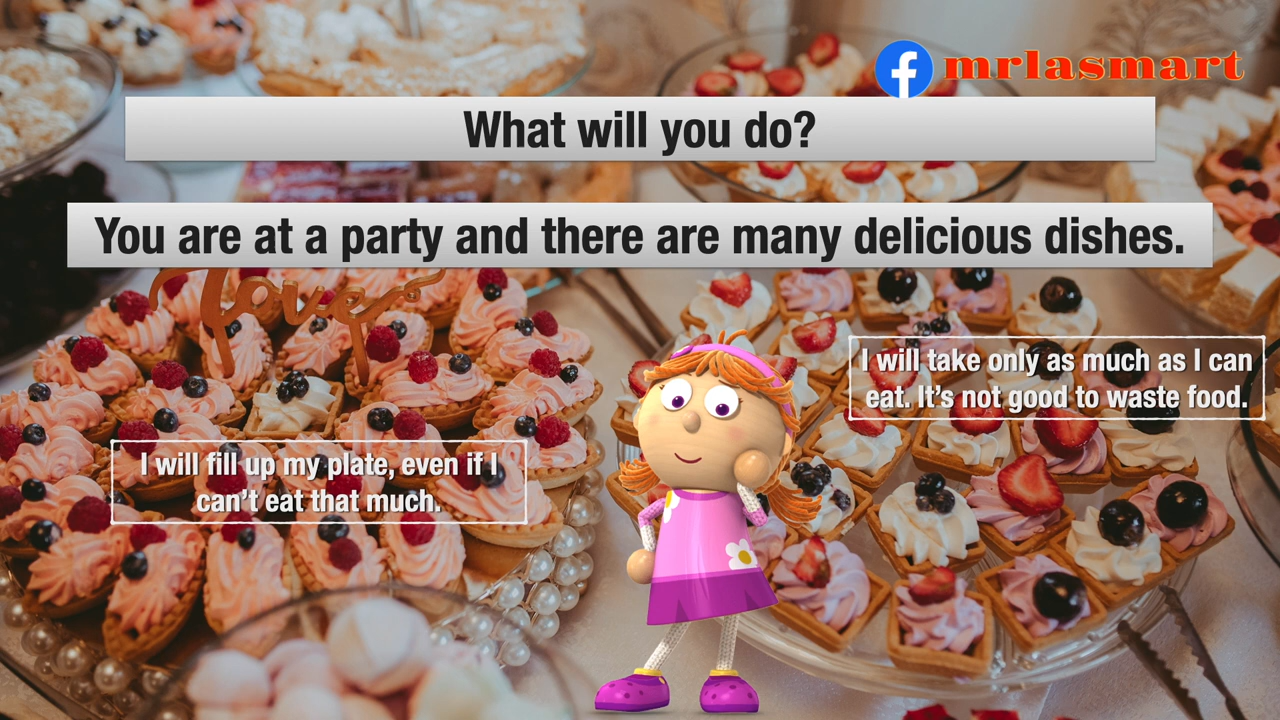 mrlasmart
What will you do?
You are at a party and there are many delicious dishes.
love
I will take only as much as I can
eat. It's not good to waste food.
I will fill up my plate, even if I
can't eat that much.